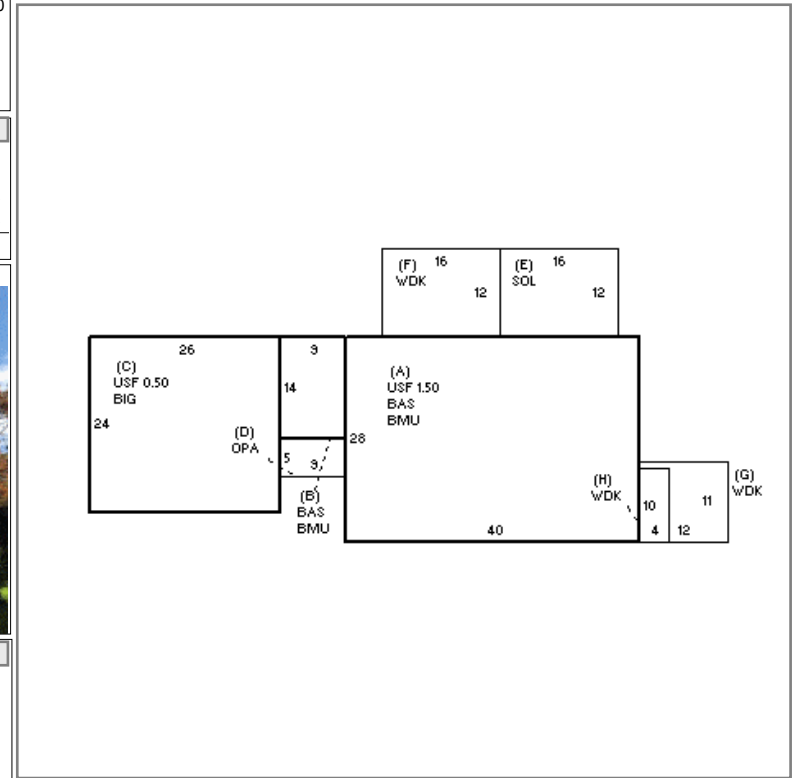 (F) 16
WDK
12
(E) 16
SOL
12
26
(C)
USF 0.50
BIG
24
(D)
OPA
9
14
5
9
(B)
BAS
BMU
28
(A)
USF 1.50
BAS
BMU
40
(H)
WDK
10
4
12
11
(G)
WDK